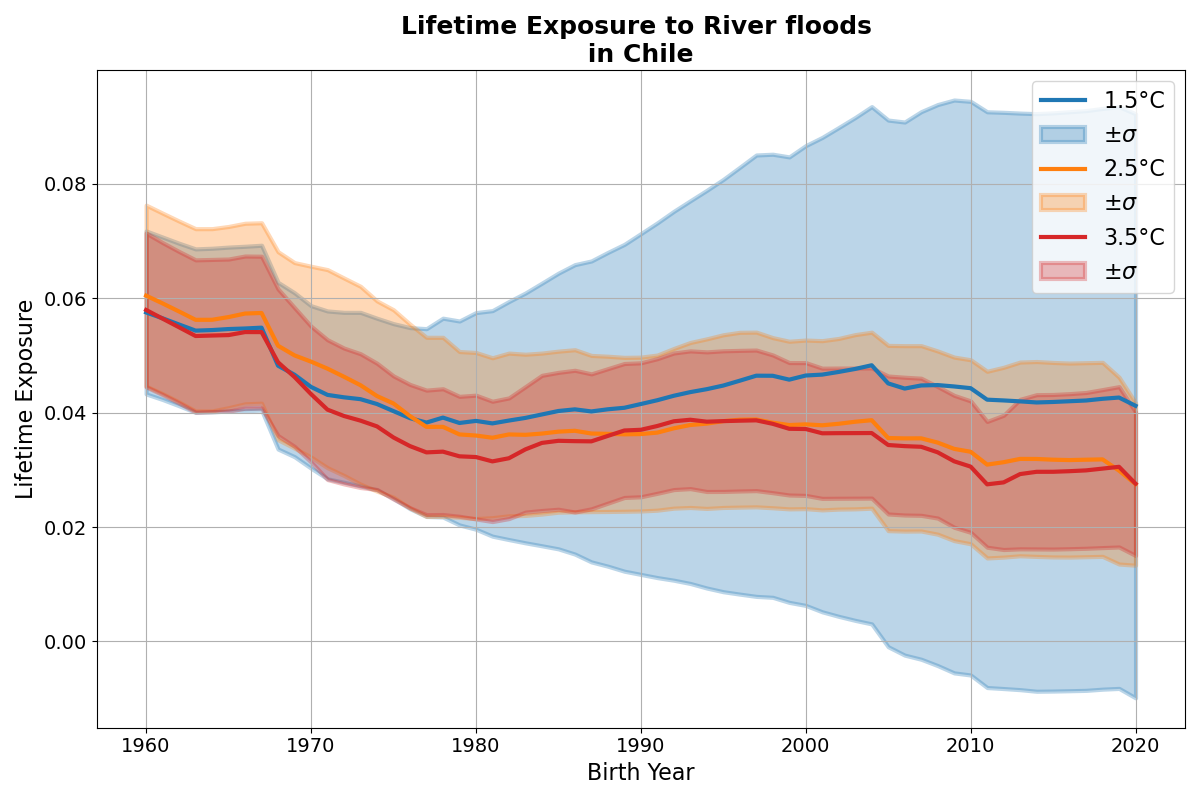 Lifetime Exposure to River floods
in Chile
1.5°C
±σ
2.5°C
±σ
3.5°C
±σ
Lifetime Exposure
0.08
0.06
0.04
0.02
0.00
1960 1970 1980 1990 2000 2010 2020
Birth Year